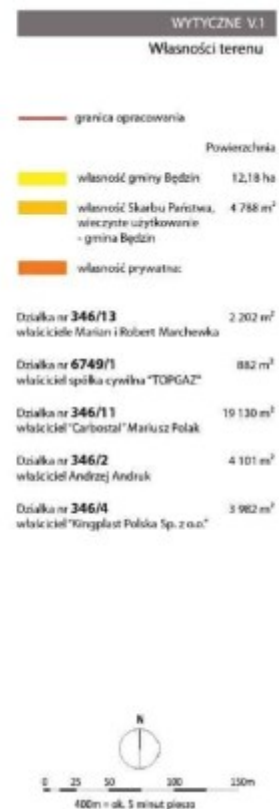 WYTYCZNE V.1
Własności terenu
granica opracowania
Powierzchnia
własność gminy Będzin 12,18 ha
własność Skarbu Państwa, 4 788 m²
wieczyste użytkowanie
- gmina Będzin
własność prywatna:
Działka nr 346/13 2 202 m²
właściciele Marian i Robert Marchewka
Działka nr 6749/1 882 m²
właściciel spółka cywilna "TOPGAZ"
Działka nr 346/11 19 130 m²
właściciel "Carbostal" Mariusz Polak
Działka nr 346/2 4 101 m²
właściciel Andrzej Andruk
Działka nr 346/4 3 982 m²
właściciel "Kingplast Polska Sp. z o.o."
N
0 25 50 100 150m
400m = ok. 5 minut pieszo